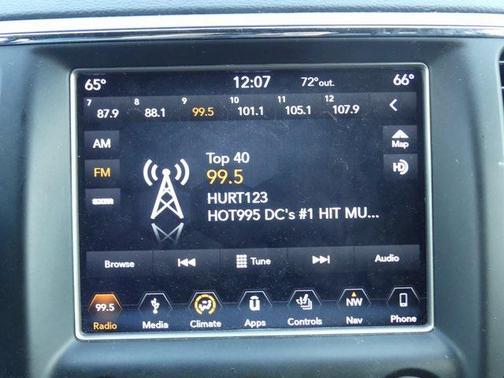 65° 12:07 72°out. 66°
7 8 9 10 11 12
87.9 88.1 99.5 101.1 105.1 107.9
AM
Map
FM
HD
sxm
Top 40
99.5
HURT123
HOT995 DC's #1 HIT MU...
Browse Tune Audio
99.5 NW
Radio Media Climate Apps Controls Nav Phone